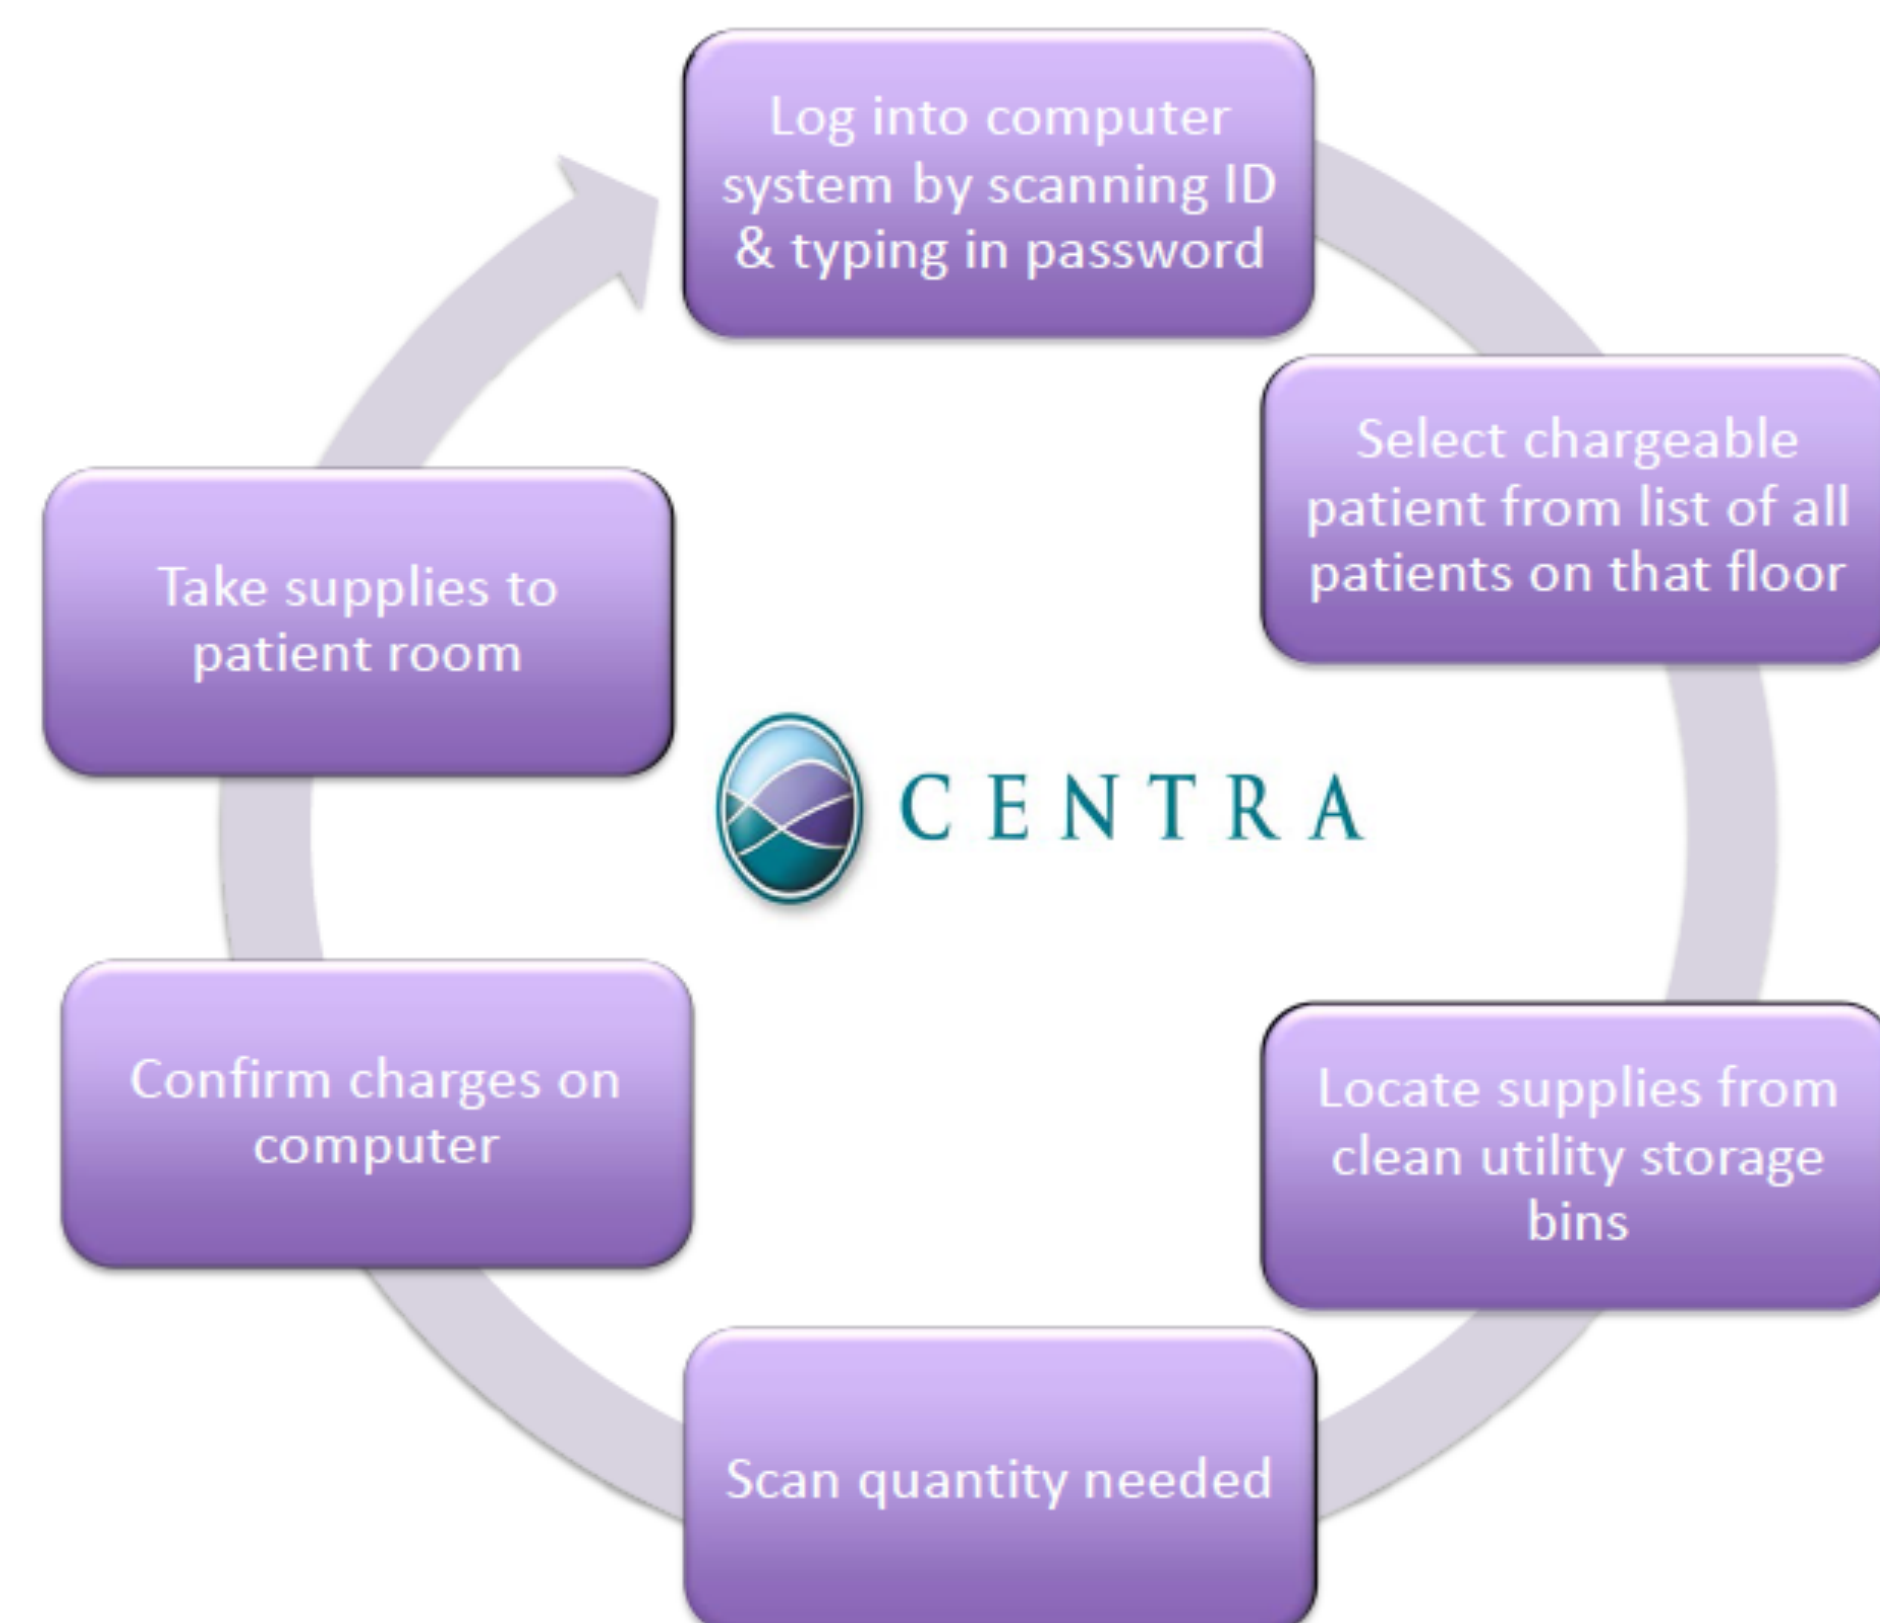 Log into computer
system by scanning ID
& typing in password
Select chargeable
patient from list of all
patients on that floor
Locate supplies from
clean utility storage
bins
Scan quantity needed
Confirm charges on
computer
Take supplies to
patient room
CENTRA